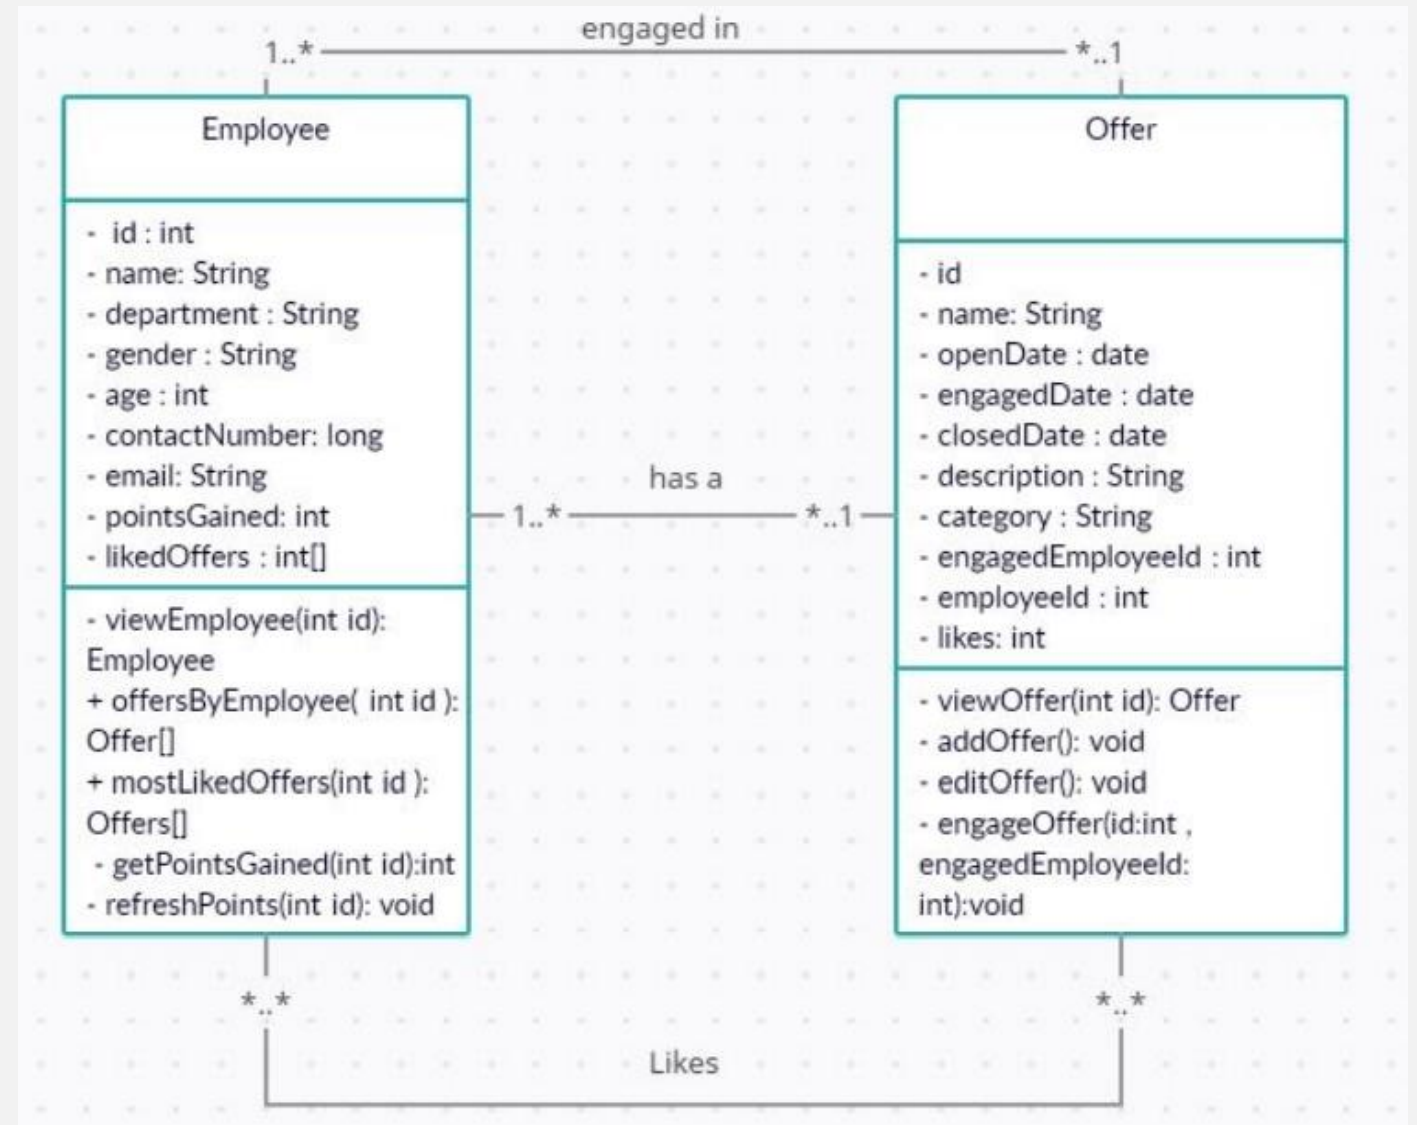 engaged in
1..*
*..1
Employee
- id : int
- name: String
- department : String
- gender : String
- age : int
- contactNumber: long
- email: String
- pointsGained: int
- likedOffers : int[]
- viewEmployee(int id):
Employee
+ offersByEmployee( int id ):
Offer[]
+ mostLikedOffers(int id ):
Offers[]
- getPointsGained(int id):int
- refreshPoints(int id): void
has a
1..*
*..1
Offer
- id
- name: String
- openDate : date
- engagedDate : date
- closedDate : date
- description : String
- category : String
- engagedEmployeeId : int
- employeeId : int
- likes: int
- viewOffer(int id): Offer
- addOffer(): void
- editOffer(): void
- engageOffer(id:int ,
engagedEmployeeId:
int):void
*..*
*..*
Likes